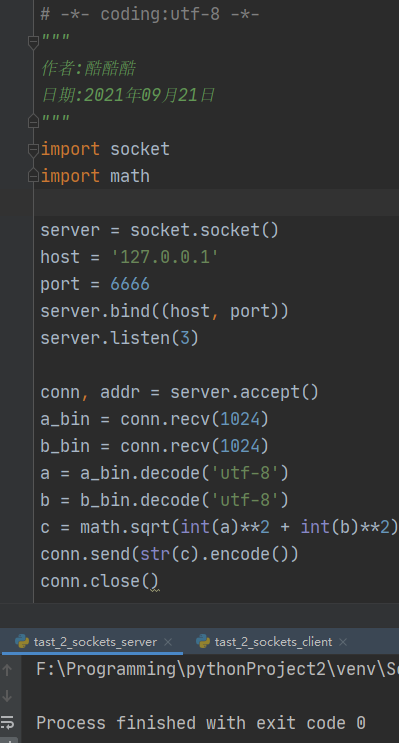 # -*- coding:utf-8 -*-
"""
作者:酷酷酷
日期:2021年09月21日
"""
import socket
import math
server = socket.socket()
host = '127.0.0.1'
port = 6666
server.bind((host, port))
server.listen(3)
conn, addr = server.accept()
a_bin = conn.recv(1024)
b_bin = conn.recv(1024)
a = a_bin.decode('utf-8')
b = b_bin.decode('utf-8')
c = math.sqrt(int(a)**2 + int(b)**2)
conn.send(str(c).encode())
conn.close()
tast_2_sockets_server × tast_2_sockets_client ×
F:\Programming\pythonProject2\venv\Sc
Process finished with exit code 0